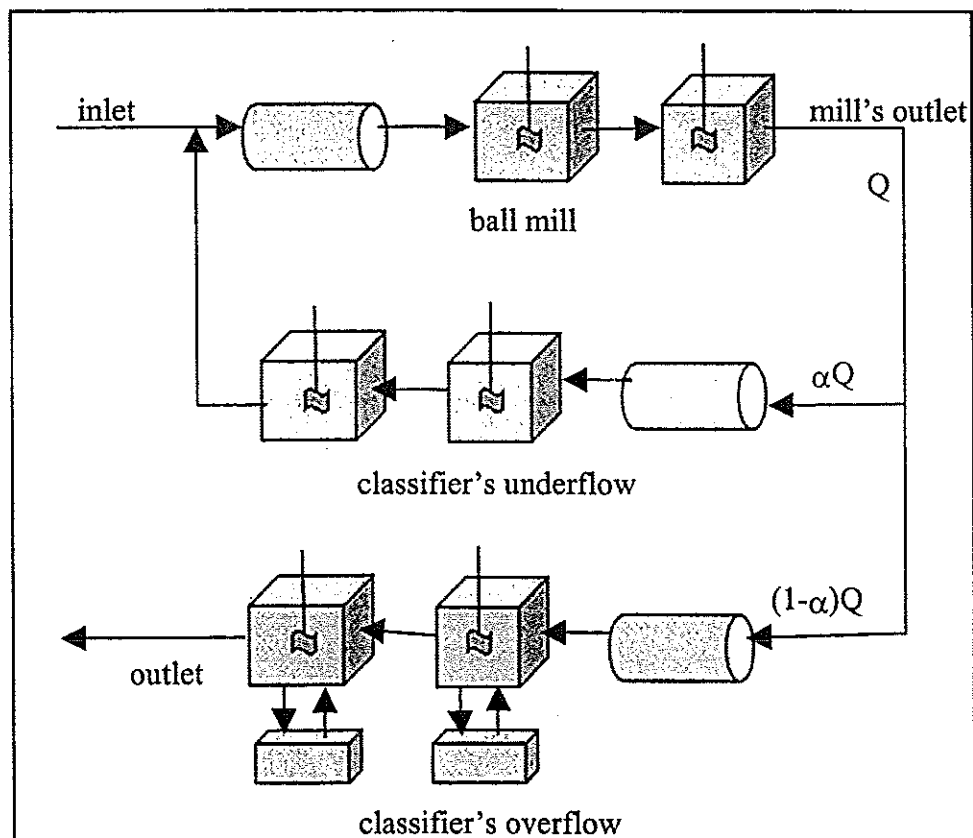 inlet
mill's outlet
Q
ball mill
αQ
classifier's underflow
(1-α)Q
outlet
classifier's overflow